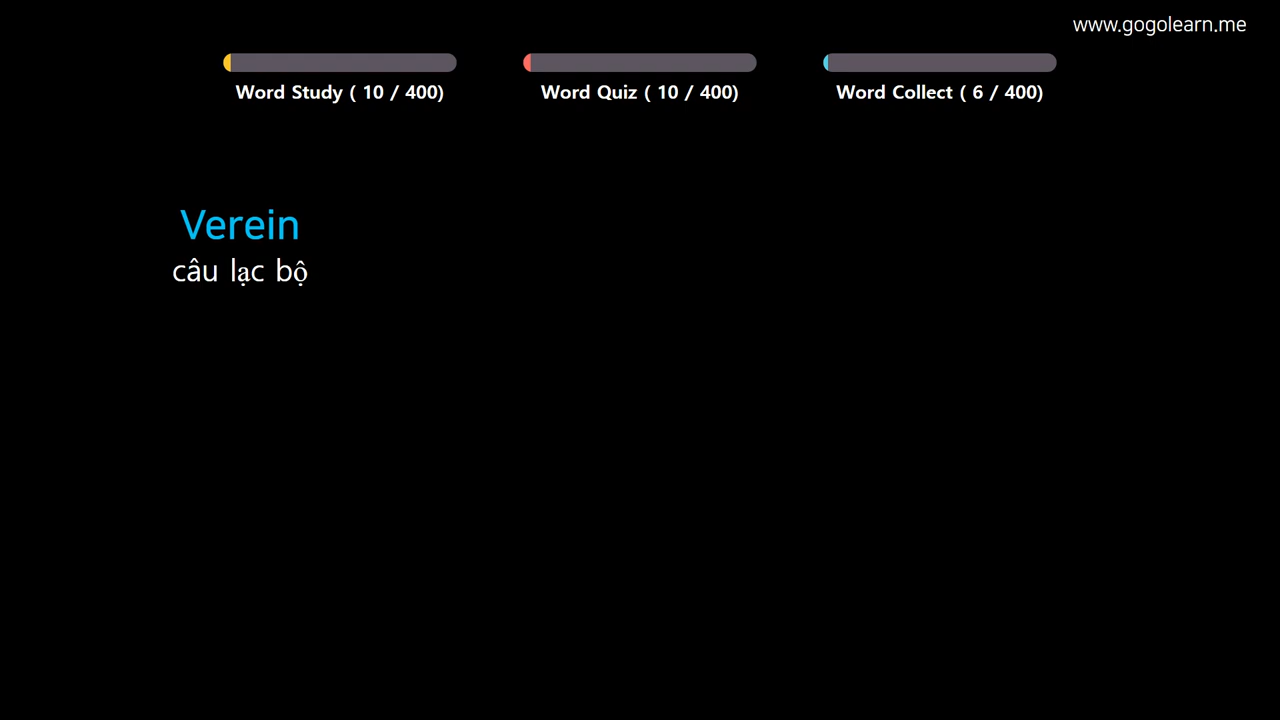 www.gogolearn.me
Word Study ( 10 / 400)
Word Quiz ( 10 / 400)
Word Collect ( 6 / 400)
Verein
câu lạc bộ